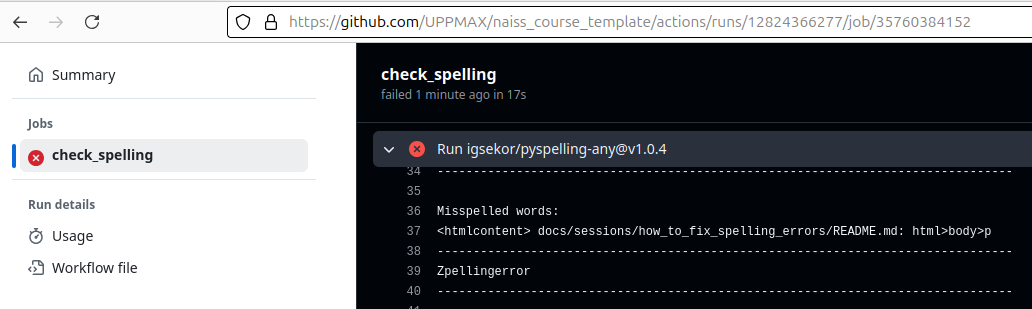 https://github.com/UPPMAX/naiss_course_template/actions/runs/12824366277/job/35760384152
Summary
Jobs
check_spelling
Run details
Usage
Workflow file
check_spelling
failed 1 minute ago in 17s
Run igsekor/pyspelling-any@v1.0.4
34 --------------------------------------------------------------------------------
35
36 Misspelled words:
37 <htmlcontent> docs/sessions/how_to_fix_spelling_errors/README.md: html>body>p
38 --------------------------------------------------------------------------------
39 Zpellingerror
40 --------------------------------------------------------------------------------